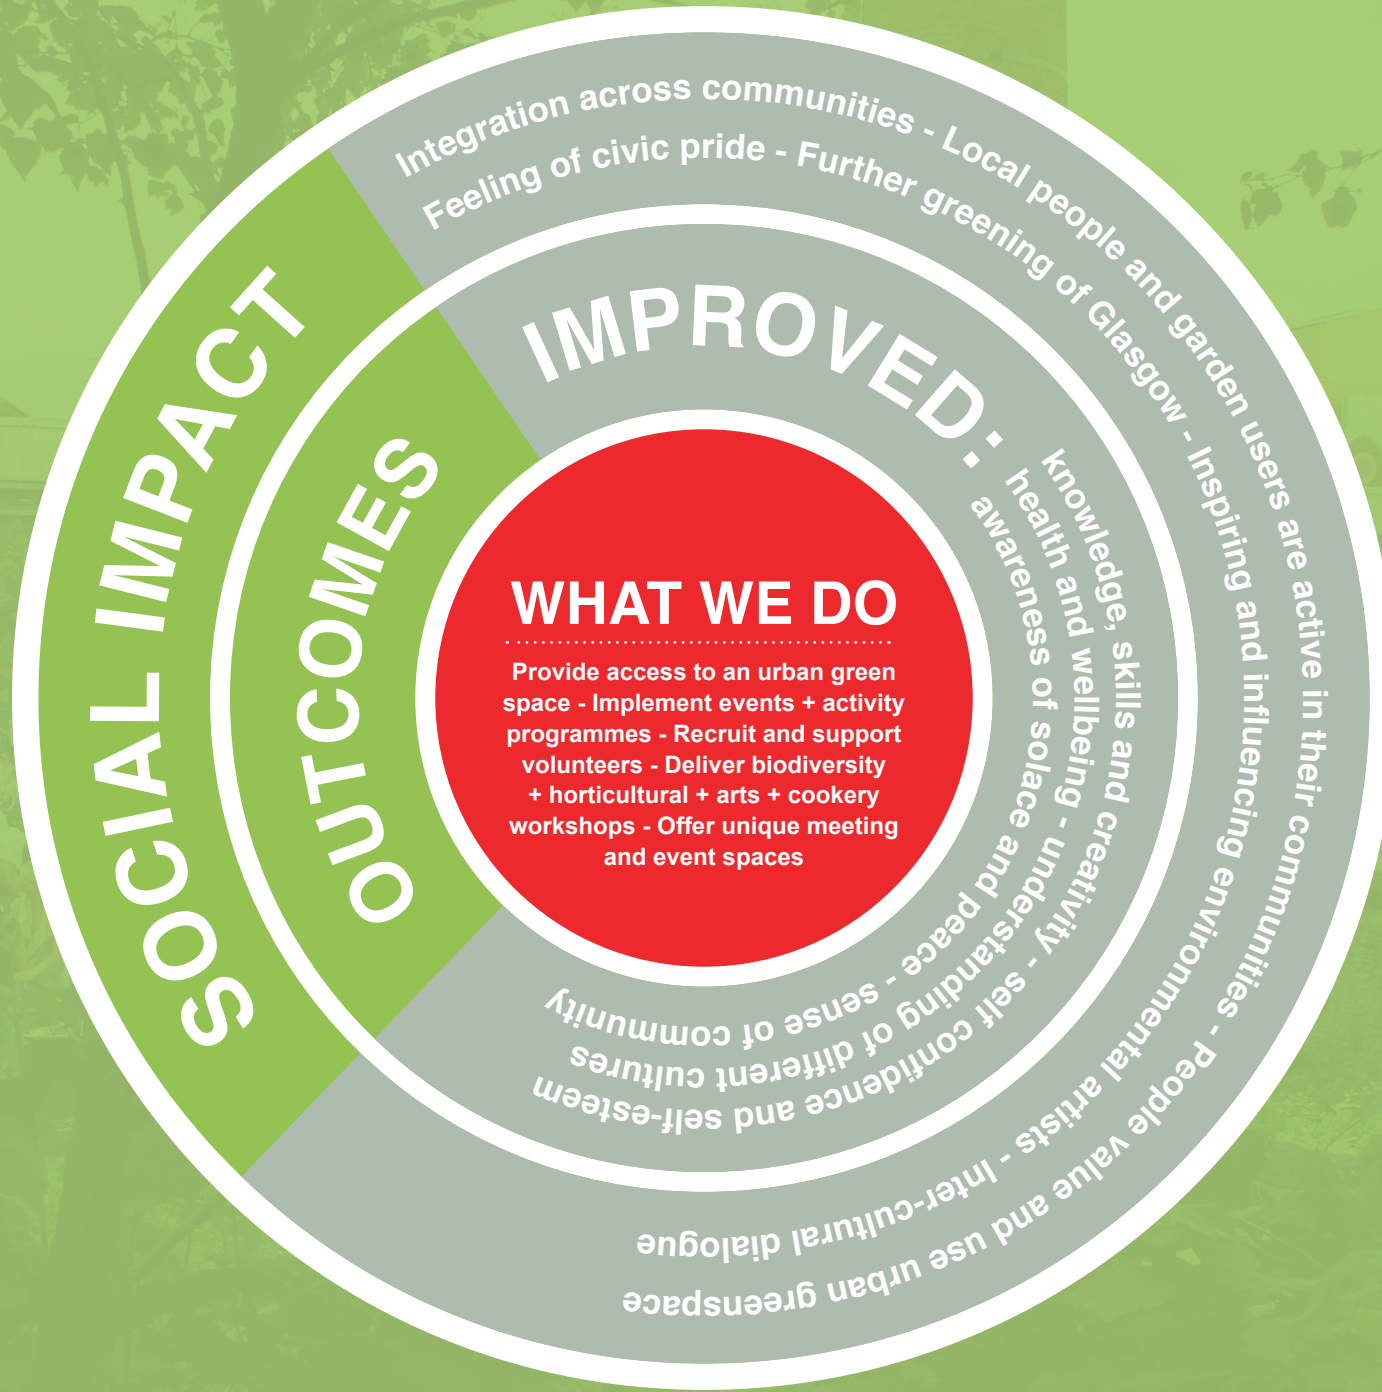 SOCIAL IMPACT
Integration across communities - Local people and garden users are active in their communities - People value and use urban greenspace
Feeling of civic pride - Further greening of Glasgow - Inspiring and influencing environmental artists - Inter-cultural dialogue
OUTCOMES
IMPROVED:
knowledge, skills and creativity - self confidence and self-esteem
health and wellbeing - understanding of different cultures
awareness of solace and peace - sense of community
WHAT WE DO
Provide access to an urban green
space - Implement events + activity
programmes - Recruit and support
volunteers - Deliver biodiversity
+ horticultural + arts + cookery
workshops - Offer unique meeting
and event spaces